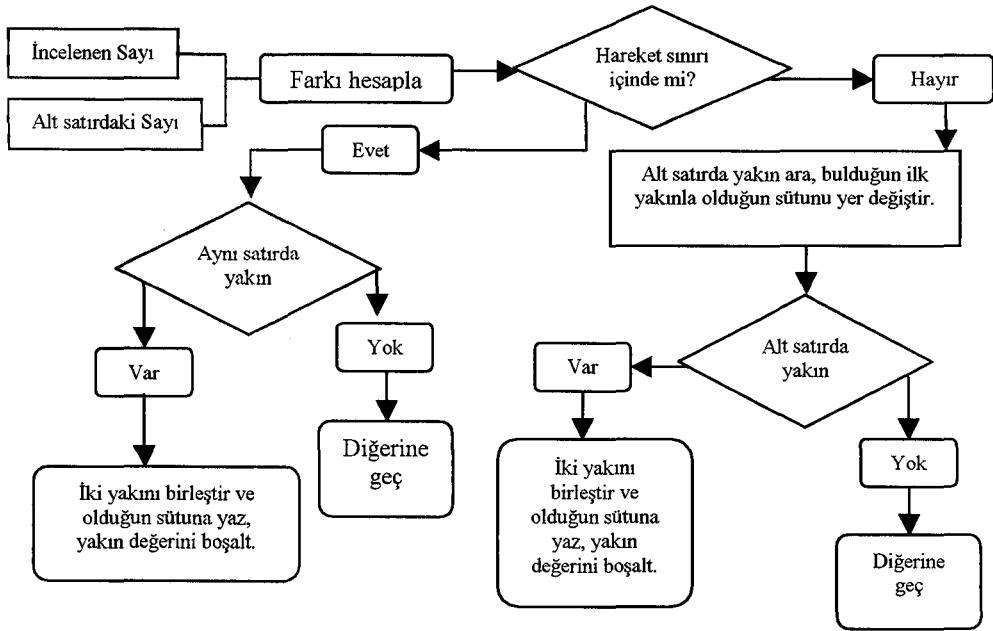 İncelenen Sayı
Alt satırdaki Sayı
Farkı hesapla
Hareket sınırı
içinde mi?
Hayır
Evet
Alt satırda yakın ara, bulduğun ilk
yakınla olduğun sütunu yer değiştir.
Aynı satırda
yakın
Var
Yok
İki yakını birleştir ve
olduğun sütuna yaz,
yakın değerini boşalt.
Diğerine
geç
Alt satırda
yakın
Var
Yok
İki yakını
birleştir ve
olduğun sütuna
yaz, yakın
değerini boşalt.
Diğerine
geç